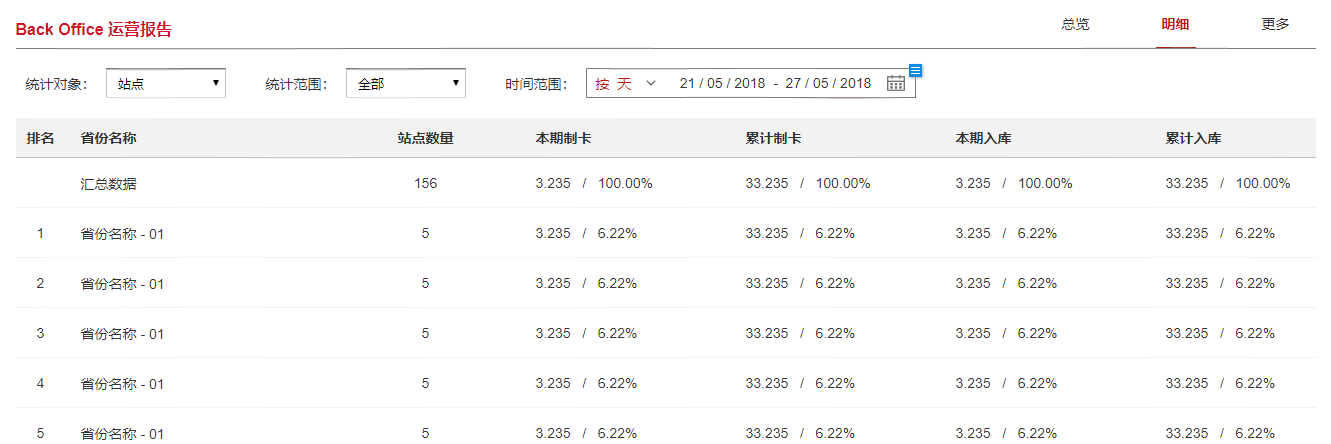 Back Office 运营报告 总览 明细 更多
统计对象: 站点 统计范围: 全部 时间范围: 按 天 21 / 05 / 2018 - 27 / 05 / 2018
排名 省份名称 站点数量 本期制卡 累计制卡 本期入库 累计入库
汇总数据 156 3.235 / 100.00% 33.235 / 100.00% 3.235 / 100.00% 33.235 / 100.00%
1 省份名称 - 01 5 3.235 / 6.22% 33.235 / 6.22% 3.235 / 6.22% 33.235 / 6.22%
2 省份名称 - 01 5 3.235 / 6.22% 33.235 / 6.22% 3.235 / 6.22% 33.235 / 6.22%
3 省份名称 - 01 5 3.235 / 6.22% 33.235 / 6.22% 3.235 / 6.22% 33.235 / 6.22%
4 省份名称 - 01 5 3.235 / 6.22% 33.235 / 6.22% 3.235 / 6.22% 33.235 / 6.22%
5 省份名称 - 01 5 3.235 / 6.22% 33.235 / 6.22% 3.235 / 6.22% 33.235 / 6.22%